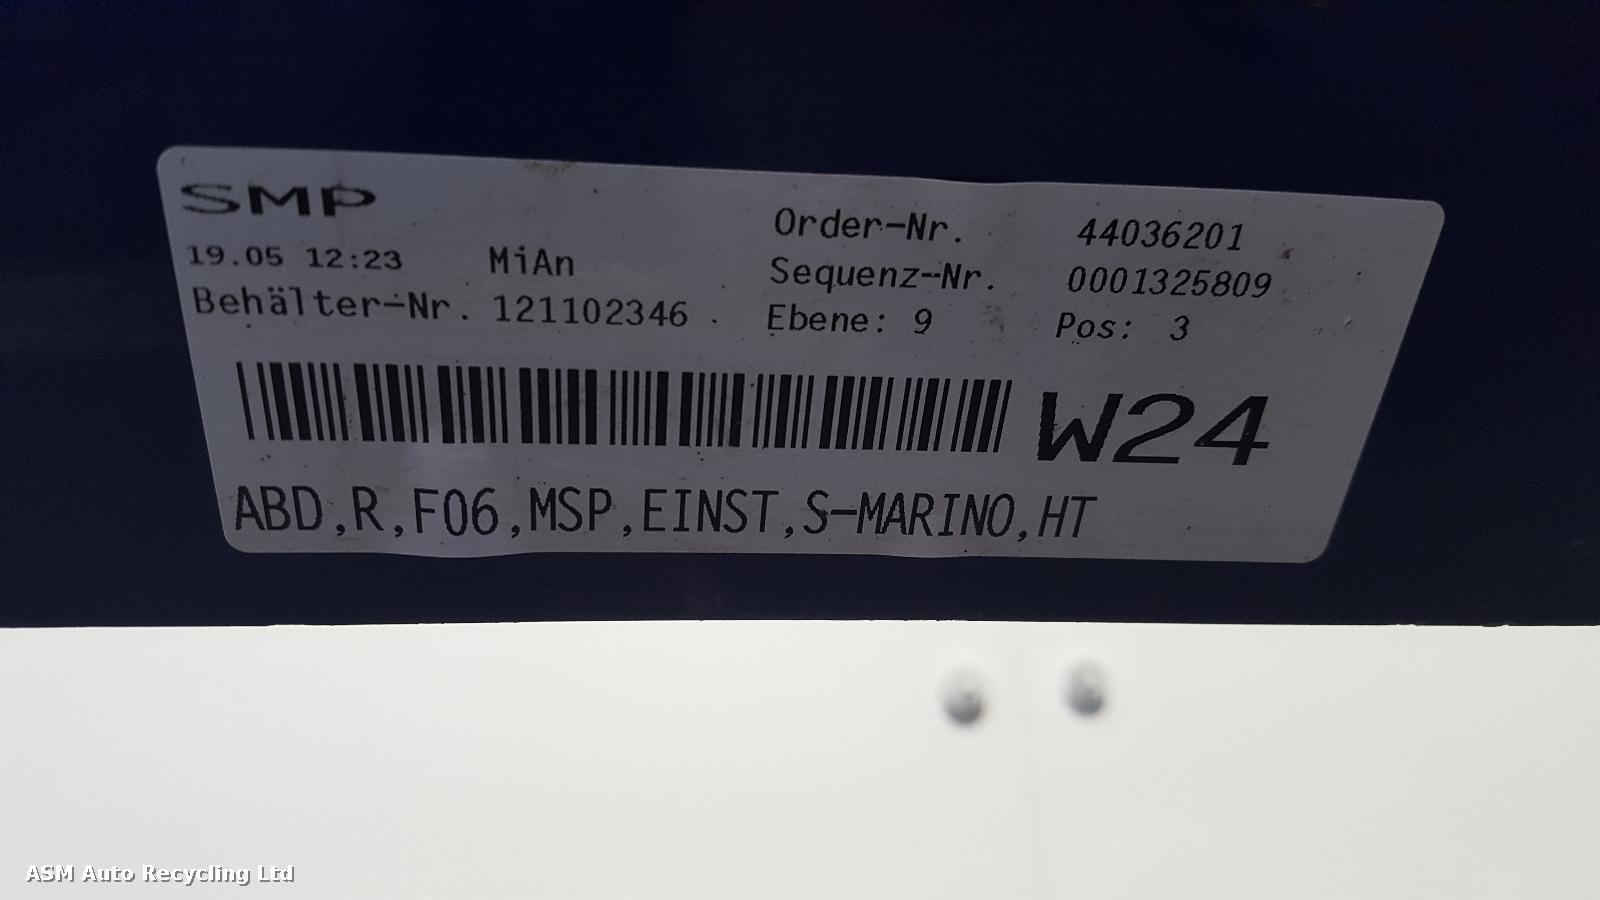 SMP
19.05 12:23 MiAn
Behälter-Nr. 121102346
Order-Nr. 44036201
Sequenz-Nr. 0001325809
Ebene: 9 Pos: 3
W24
ABD,R,F06,MSP,EINST,S-MARINO,HT
ASM Auto Recycling Ltd